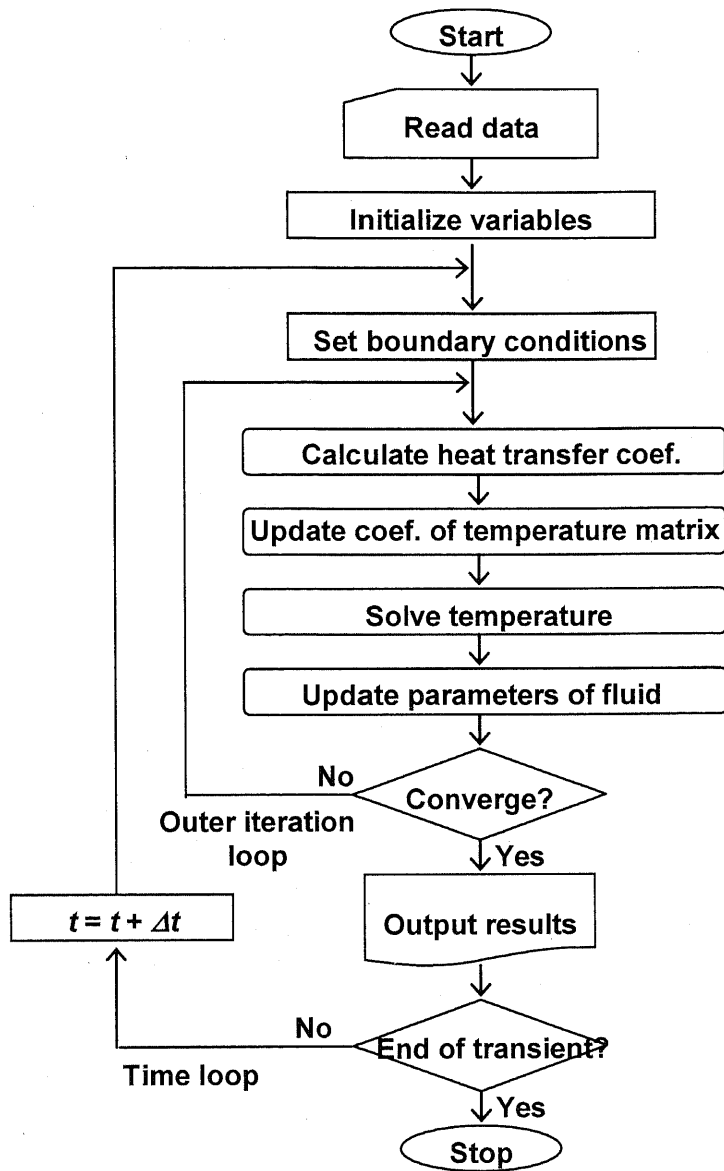 Start
Read data
Initialize variables
Set boundary conditions
Calculate heat transfer coef.
Update coef. of temperature matrix
Solve temperature
Update parameters of fluid
No
Converge?
Outer iteration
loop
Yes
t = t + Δt
Output results
No
End of transient?
Time loop
Yes
Stop